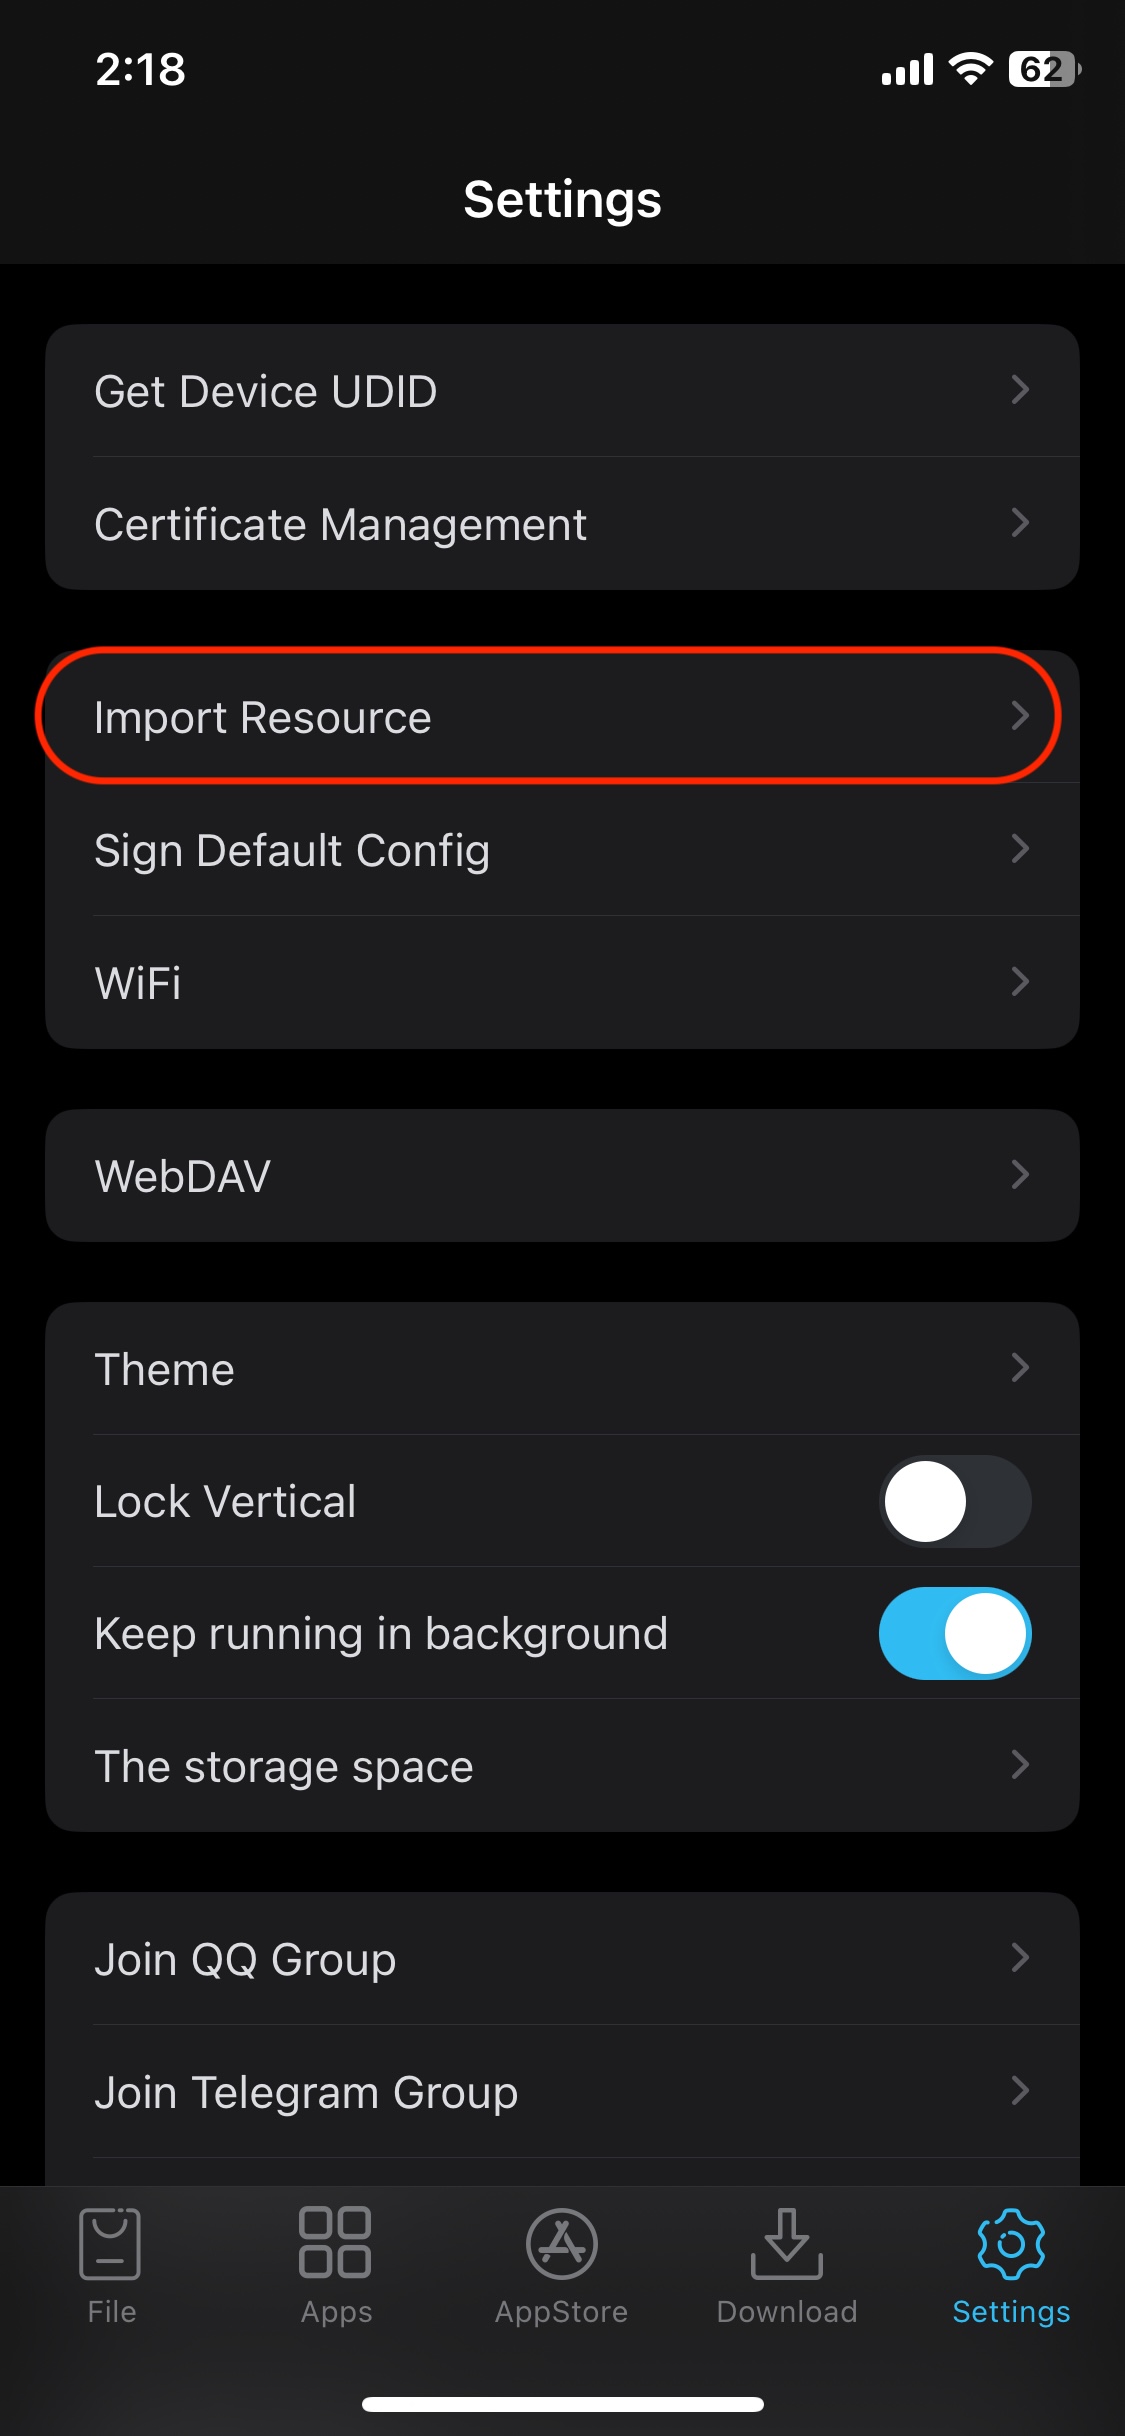 2:18
62
Settings
Get Device UDID
Certificate Management
Import Resource
Sign Default Config
WiFi
WebDAV
Theme
Lock Vertical
Keep running in background
The storage space
Join QQ Group
Join Telegram Group
File
Apps
AppStore
Download
Settings